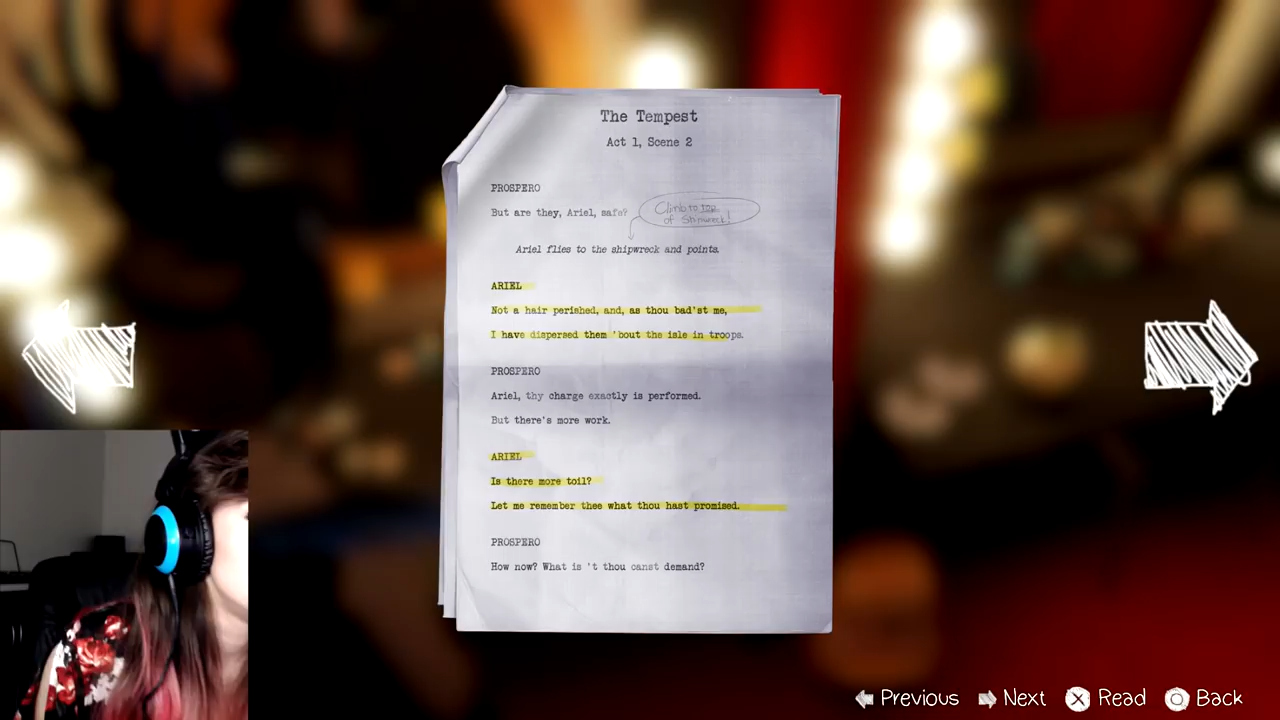 The Tempest
Act 1, Scene 2
PROSPERO
But are they, Ariel, safe?
Climb to top
of Shipwreck!
Ariel flies to the shipwreck and points.
ARIEL
Not a hair perished, and, as thou bad'st me,
I have dispersed them 'bout the isle in troops.
PROSPERO
Ariel, thy charge exactly is performed.
But there's more work.
ARIEL
Is there more toil?
Let me remember thee what thou hast promised.
PROSPERO
How now? What is 't thou canst demand?
Previous Next Read Back